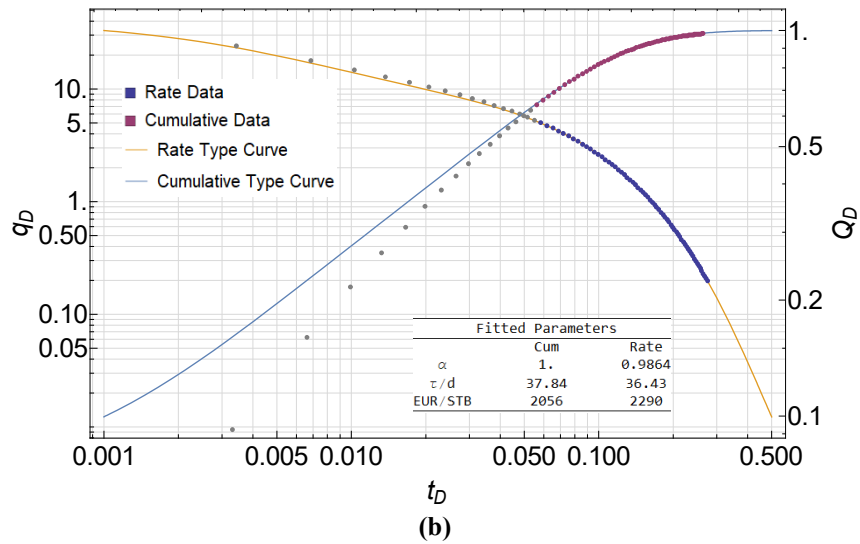 10.
5.
1.
0.50
0.10
0.05
q_D
Rate Data
Cumulative Data
Rate Type Curve
Cumulative Type Curve
Fitted Parameters
Cum Rate
α 1. 0.9864
τ/d 37.84 36.43
EUR/STB 2056 2290
1.
0.5
0.2
0.1
Q_D
0.001 0.005 0.010 0.050 0.100 0.500
t_D
(b)